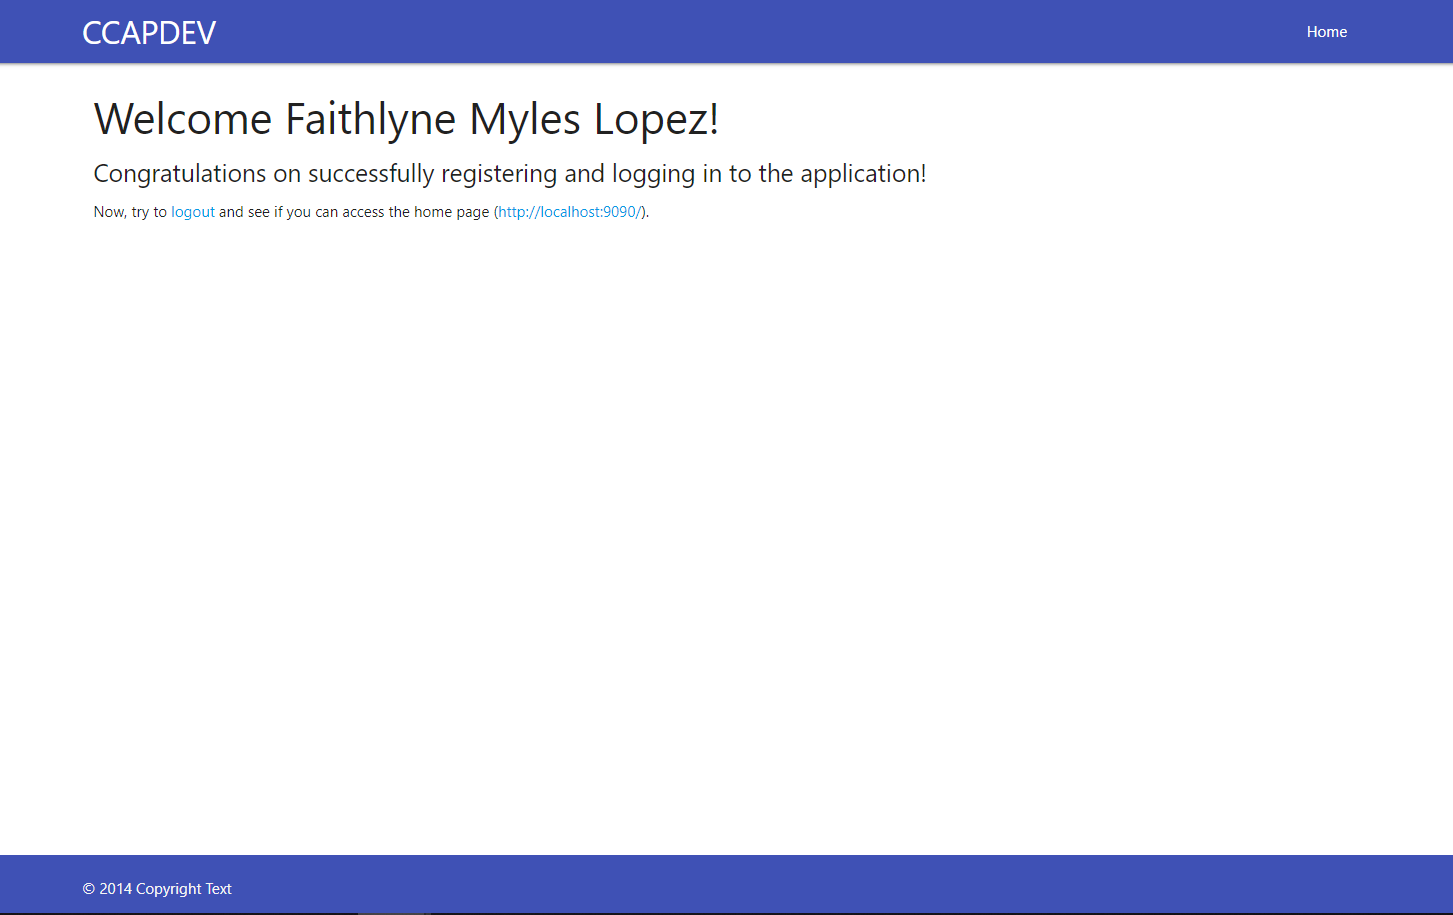 CCAPDEV
Home
Welcome Faithlyne Myles Lopez!
Congratulations on successfully registering and logging in to the application!
Now, try to logout and see if you can access the home page (http://localhost:9090/).
© 2014 Copyright Text